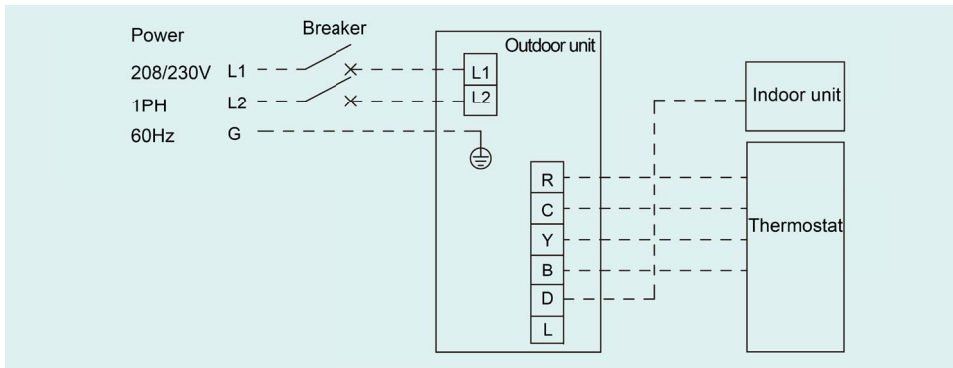 Power
Breaker
Outdoor unit
208/230V L1
L1
1PH L2
L2
Indoor unit
60Hz G
R
C
Y
Thermostat
B
D
L